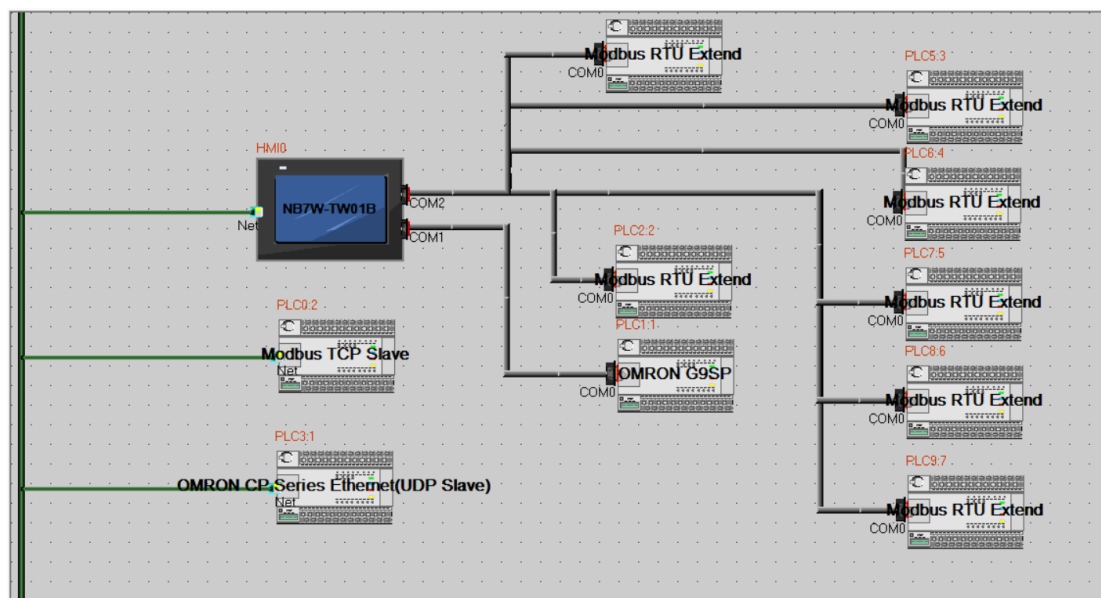 Modbus RTU Extend
COM0
PLC5:3
Modbus RTU Extend
COM0
HMI0
NB7W-TW01B
COM2
COM1
Net
PLC6:4
Modbus RTU Extend
COM0
PLC2:2
Modbus RTU Extend
COM0
PLC7:5
Modbus RTU Extend
COM0
PLC0:2
Modbus TCP Slave
Net
PLC1:1
OMRON G9SP
COM0
PLC8:6
Modbus RTU Extend
COM0
PLC3:1
OMRON CP Series Ethernet(UDP Slave)
Net
PLC9:7
Modbus RTU Extend
COM0